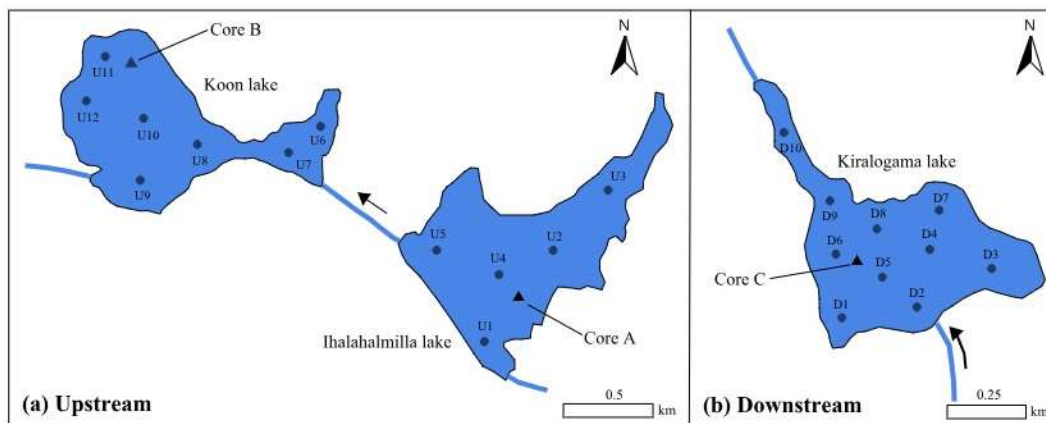 Core B
N
U11
Koon lake
U12
U10
U6
U8
U7
U9
U3
U5
U2
U4
U1
Core A
Ihalahalmilla lake
0.5
km
(a) Upstream
N
D10
Kiralogama lake
D9
D8
D7
D6
D4
D5
D3
Core C
D1
D2
0.25
km
(b) Downstream